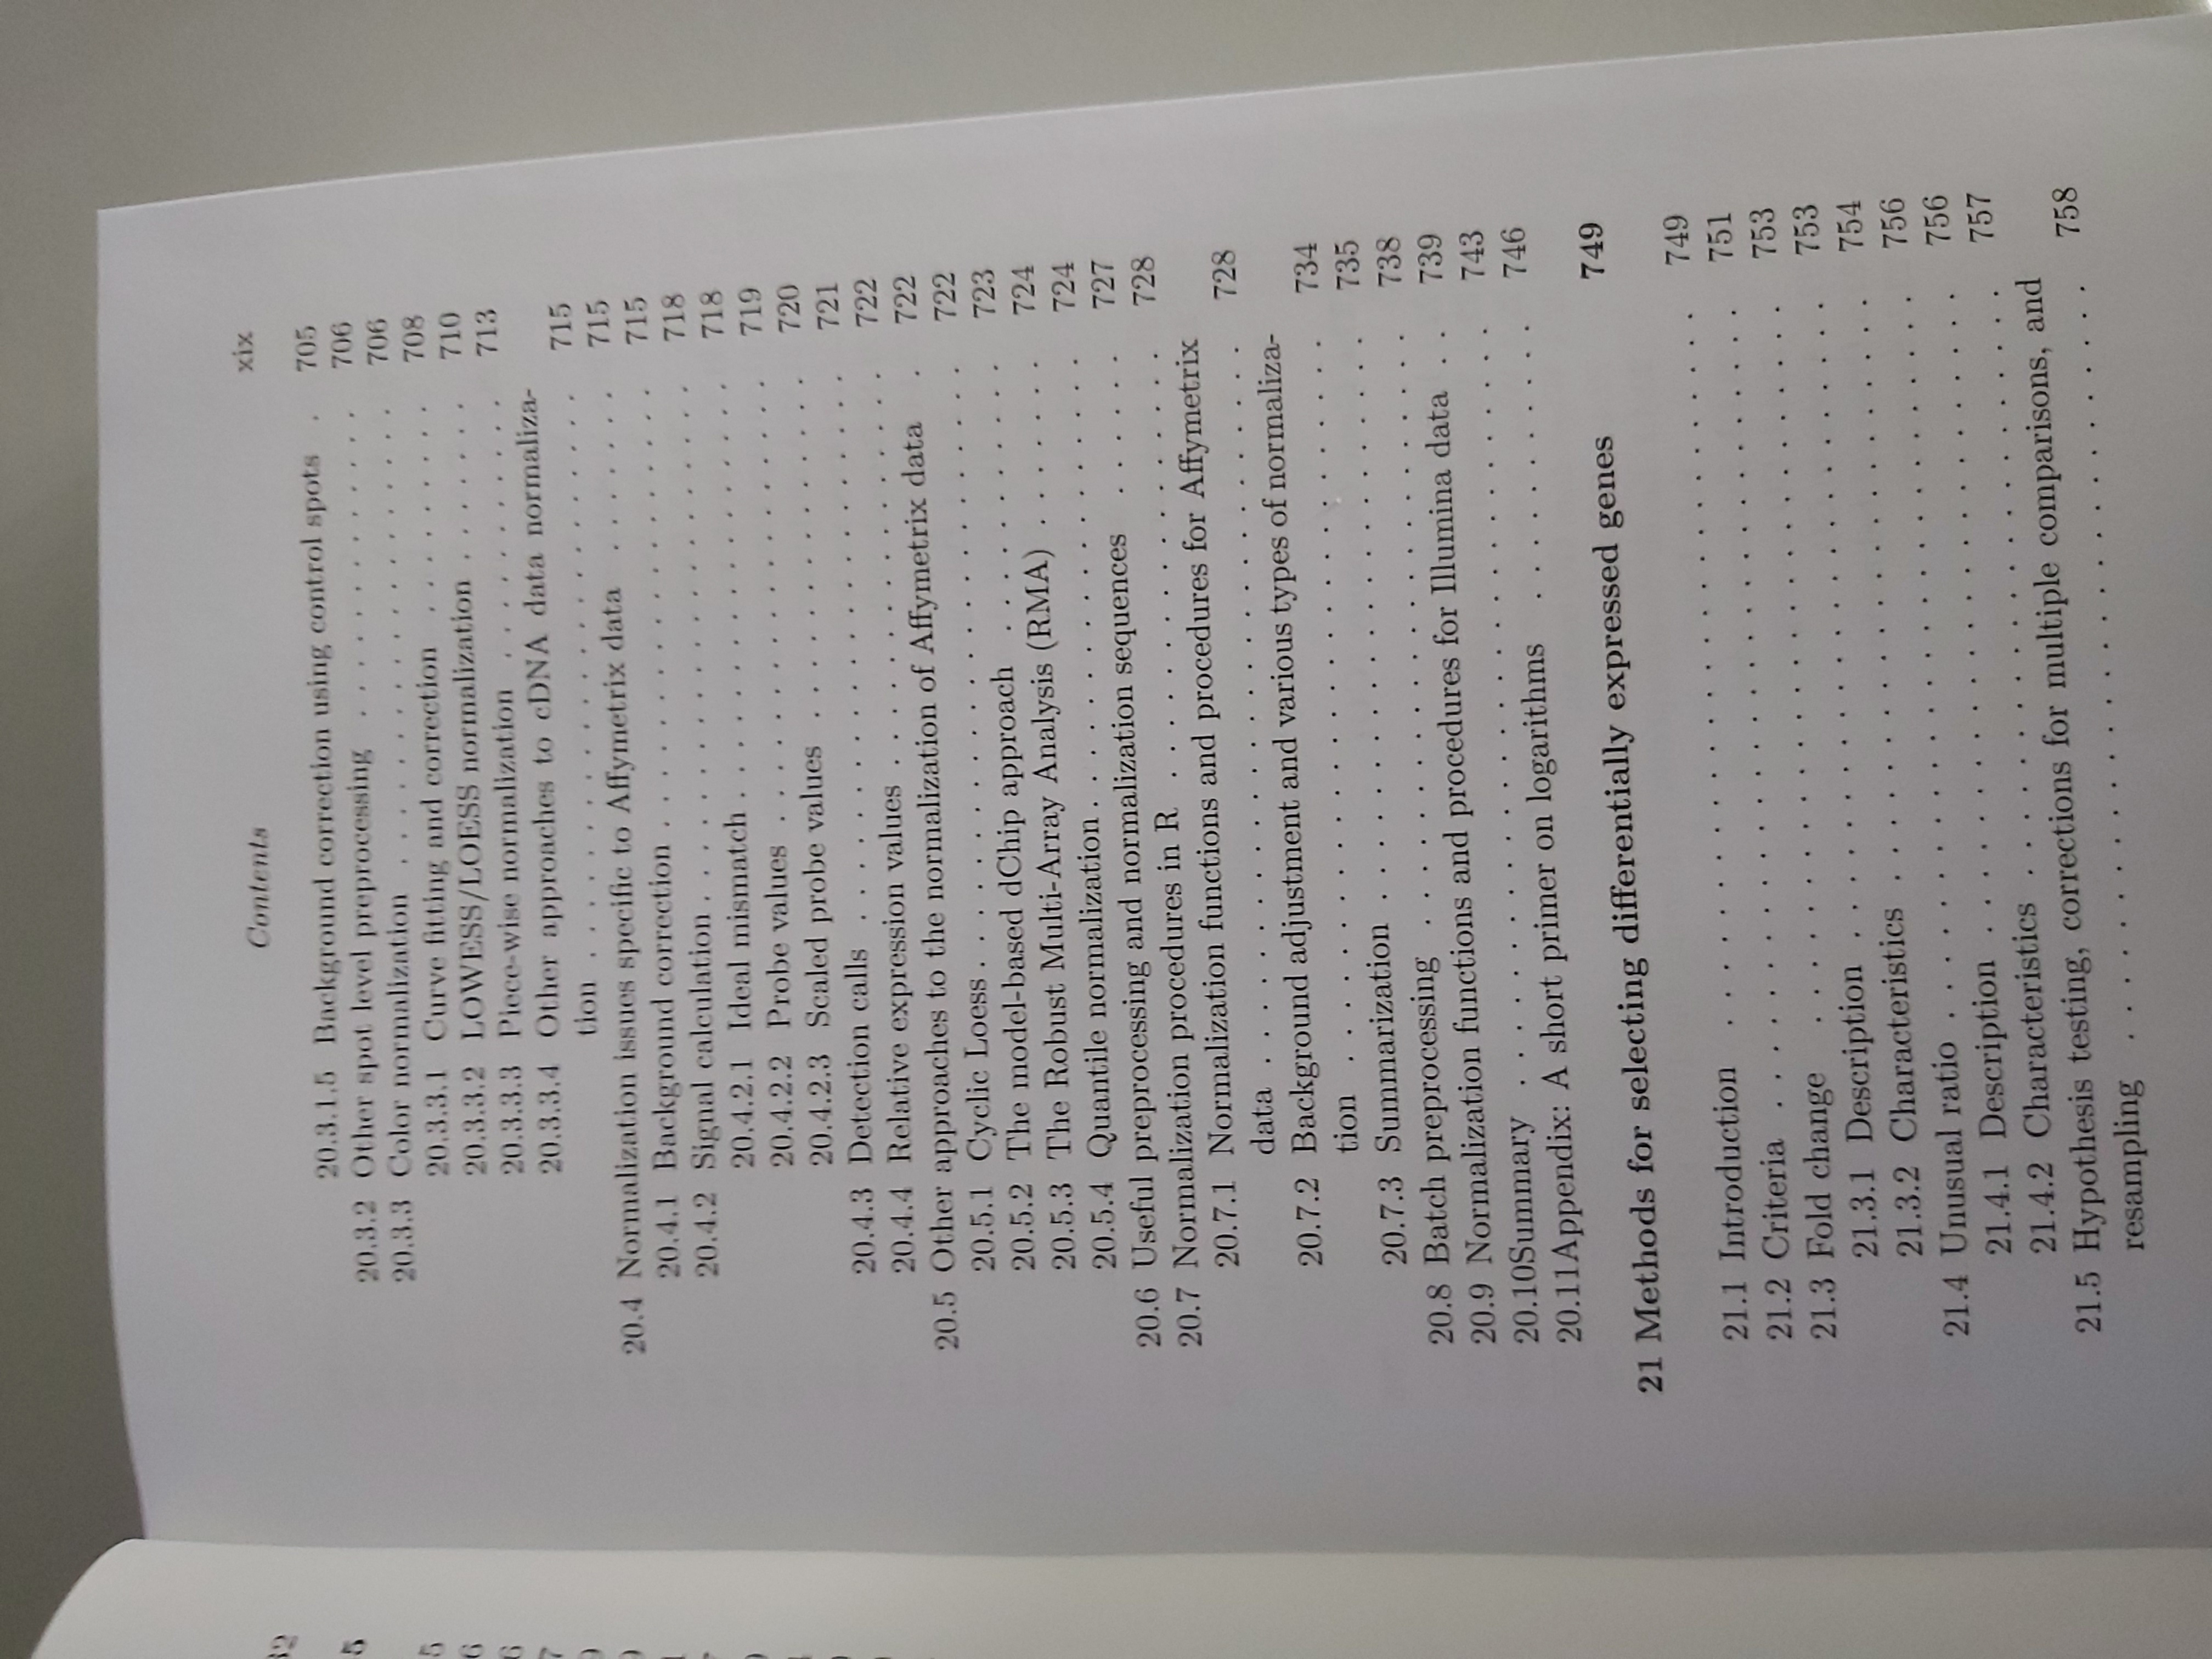 Contents xix
20.3.1.5 Background correction using control spots . 705
20.3.2 Other spot level preprocessing . . . . . . . . . . . . . 706
20.3.3 Color normalization . . . . . . . . . . . . . . . . . . 706
20.3.3.1 Curve fitting and correction . . . . . . . . . 708
20.3.3.2 LOWESS/LOESS normalization . . . . . . . 710
20.3.3.3 Piece-wise normalization . . . . . . . . . . . 713
20.3.3.4 Other approaches to cDNA data normaliza-
tion . . . . . . . . . . . . . . . . . . . . . . 715
20.4 Normalization issues specific to Affymetrix data . . . . . . . 715
20.4.1 Background correction . . . . . . . . . . . . . . . . . . 715
20.4.2 Signal calculation . . . . . . . . . . . . . . . . . . . . . 718
20.4.2.1 Ideal mismatch . . . . . . . . . . . . . . . . . 718
20.4.2.2 Probe values . . . . . . . . . . . . . . . . . . 719
20.4.2.3 Scaled probe values . . . . . . . . . . . . . . 720
20.4.3 Detection calls . . . . . . . . . . . . . . . . . . . . . . 721
20.4.4 Relative expression values . . . . . . . . . . . . . . . . 722
20.5 Other approaches to the normalization of Affymetrix data . 722
20.5.1 Cyclic Loess . . . . . . . . . . . . . . . . . . . . . . . . 722
20.5.2 The model-based dChip approach . . . . . . . . . . . 723
20.5.3 The Robust Multi-Array Analysis (RMA) . . . . . . . 724
20.5.4 Quantile normalization . . . . . . . . . . . . . . . . . . 724
20.6 Useful preprocessing and normalization sequences . . . . . . 727
20.7 Normalization procedures in R . . . . . . . . . . . . . . . . . 728
20.7.1 Normalization functions and procedures for Affymetrix
data . . . . . . . . . . . . . . . . . . . . . . . . . . . 728
20.7.2 Background adjustment and various types of normaliza-
tion . . . . . . . . . . . . . . . . . . . . . . . . . . . 734
20.7.3 Summarization . . . . . . . . . . . . . . . . . . . . . . 735
20.8 Batch preprocessing . . . . . . . . . . . . . . . . . . . . . . . 738
20.9 Normalization functions and procedures for Illumina data . . 739
20.10Summary . . . . . . . . . . . . . . . . . . . . . . . . . . . . 743
20.11Appendix: A short primer on logarithms . . . . . . . . . . . 746
21 Methods for selecting differentially expressed genes 749
21.1 Introduction . . . . . . . . . . . . . . . . . . . . . . . . . . 749
21.2 Criteria . . . . . . . . . . . . . . . . . . . . . . . . . . . . . 751
21.3 Fold change . . . . . . . . . . . . . . . . . . . . . . . . . . 753
21.3.1 Description . . . . . . . . . . . . . . . . . . . . . . . . 753
21.3.2 Characteristics . . . . . . . . . . . . . . . . . . . . . . 754
21.4 Unusual ratio . . . . . . . . . . . . . . . . . . . . . . . . . . . 756
21.4.1 Description . . . . . . . . . . . . . . . . . . . . . . . . 756
21.4.2 Characteristics . . . . . . . . . . . . . . . . . . . . . . 757
21.5 Hypothesis testing, corrections for multiple comparisons, and
resampling . . . . . . . . . . . . . . . . . . . . . . . . . . . . 758